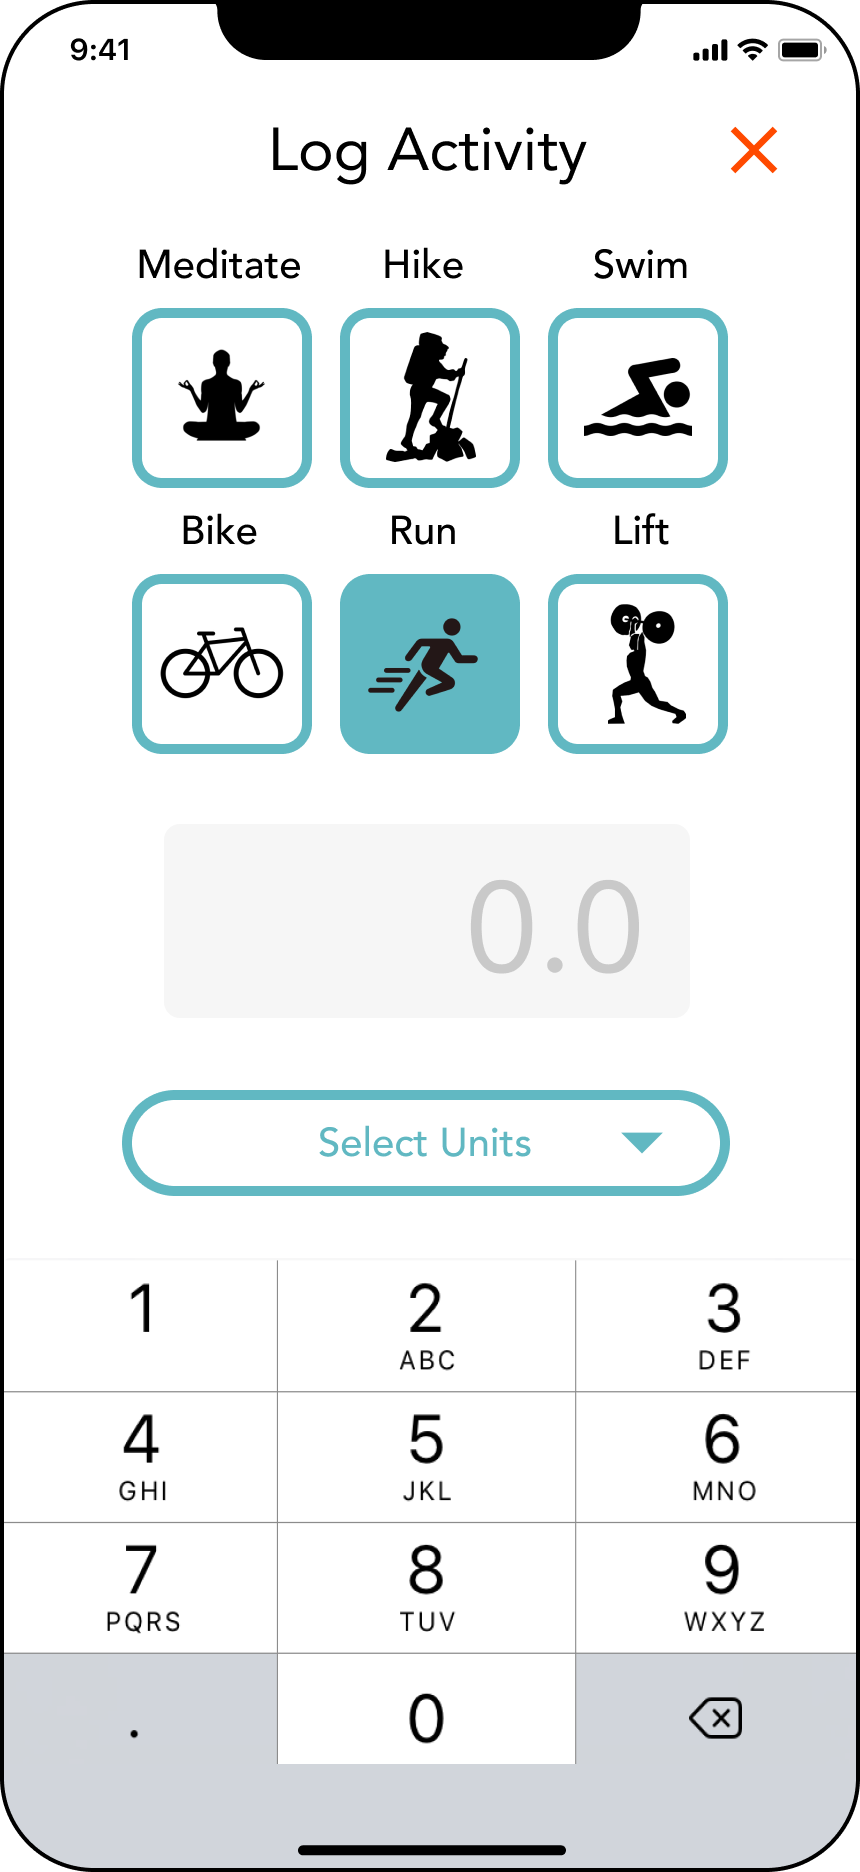 9:41
Log Activity
Meditate Hike Swim
Bike Run Lift
0.0
Select Units
1 2 3
ABC DEF
4 5 6
GHI JKL MNO
7 8 9
PQRS TUV WXYZ
. 0